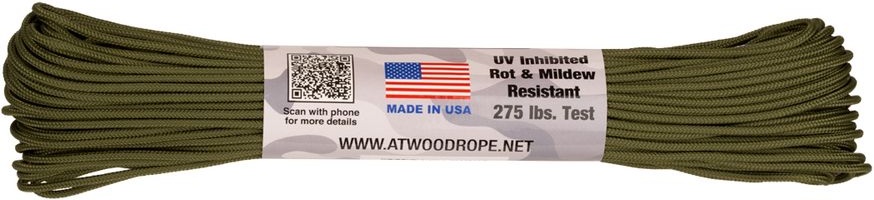 UV Inhibited
Rot & Mildew
Resistant
275 lbs. Test
MADE IN USA
Scan with phone
for more details
WWW.ATWOODROPE.NET